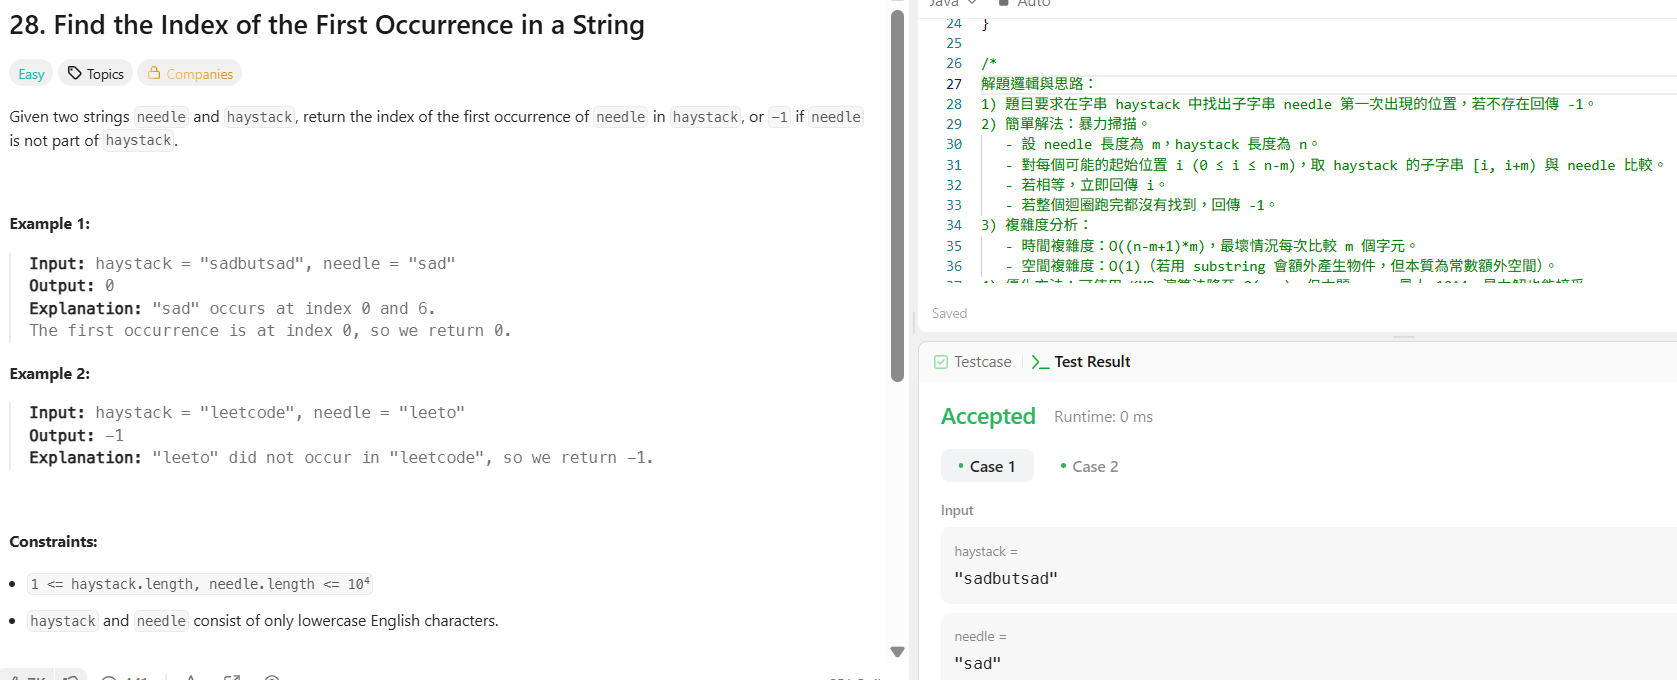 28. Find the Index of the First Occurrence in a String
Easy Topics Companies
Given two strings needle and haystack, return the index of the first occurrence of needle in haystack, or -1 if needle
is not part of haystack.
Example 1:
Input: haystack = "sadbutsad", needle = "sad"
Output: 0
Explanation: "sad" occurs at index 0 and 6.
The first occurrence is at index 0, so we return 0.
Example 2:
Input: haystack = "leetcode", needle = "leeto"
Output: -1
Explanation: "leeto" did not occur in "leetcode", so we return -1.
Constraints:
• 1 <= haystack.length, needle.length <= 10⁴
• haystack and needle consist of only lowercase English characters.
Java Auto
24 }
25
26 /*
27 解題邏輯與思路：
28 1) 題目要求在字串 haystack 中找出子字串 needle 第一次出現的位置，若不存在回傳 -1。
29 2) 簡單解法：暴力掃描。
30 - 設 needle 長度為 m，haystack 長度為 n。
31 - 對每個可能的起始位置 i (0 ≤ i ≤ n-m)，取 haystack 的子字串 [i, i+m) 與 needle 比較。
32 - 若相等，立即回傳 i。
33 - 若整個迴圈跑完都沒有找到，回傳 -1。
34 3) 複雜度分析：
35 - 時間複雜度：O((n-m+1)*m)，最壞情況每次比較 m 個字元。
36 - 空間複雜度：O(1)（若用 substring 會額外產生物件，但本質為常數額外空間）。
Saved
Testcase Test Result
Accepted Runtime: 0 ms
• Case 1 • Case 2
Input
haystack =
"sadbutsad"
needle =
"sad"